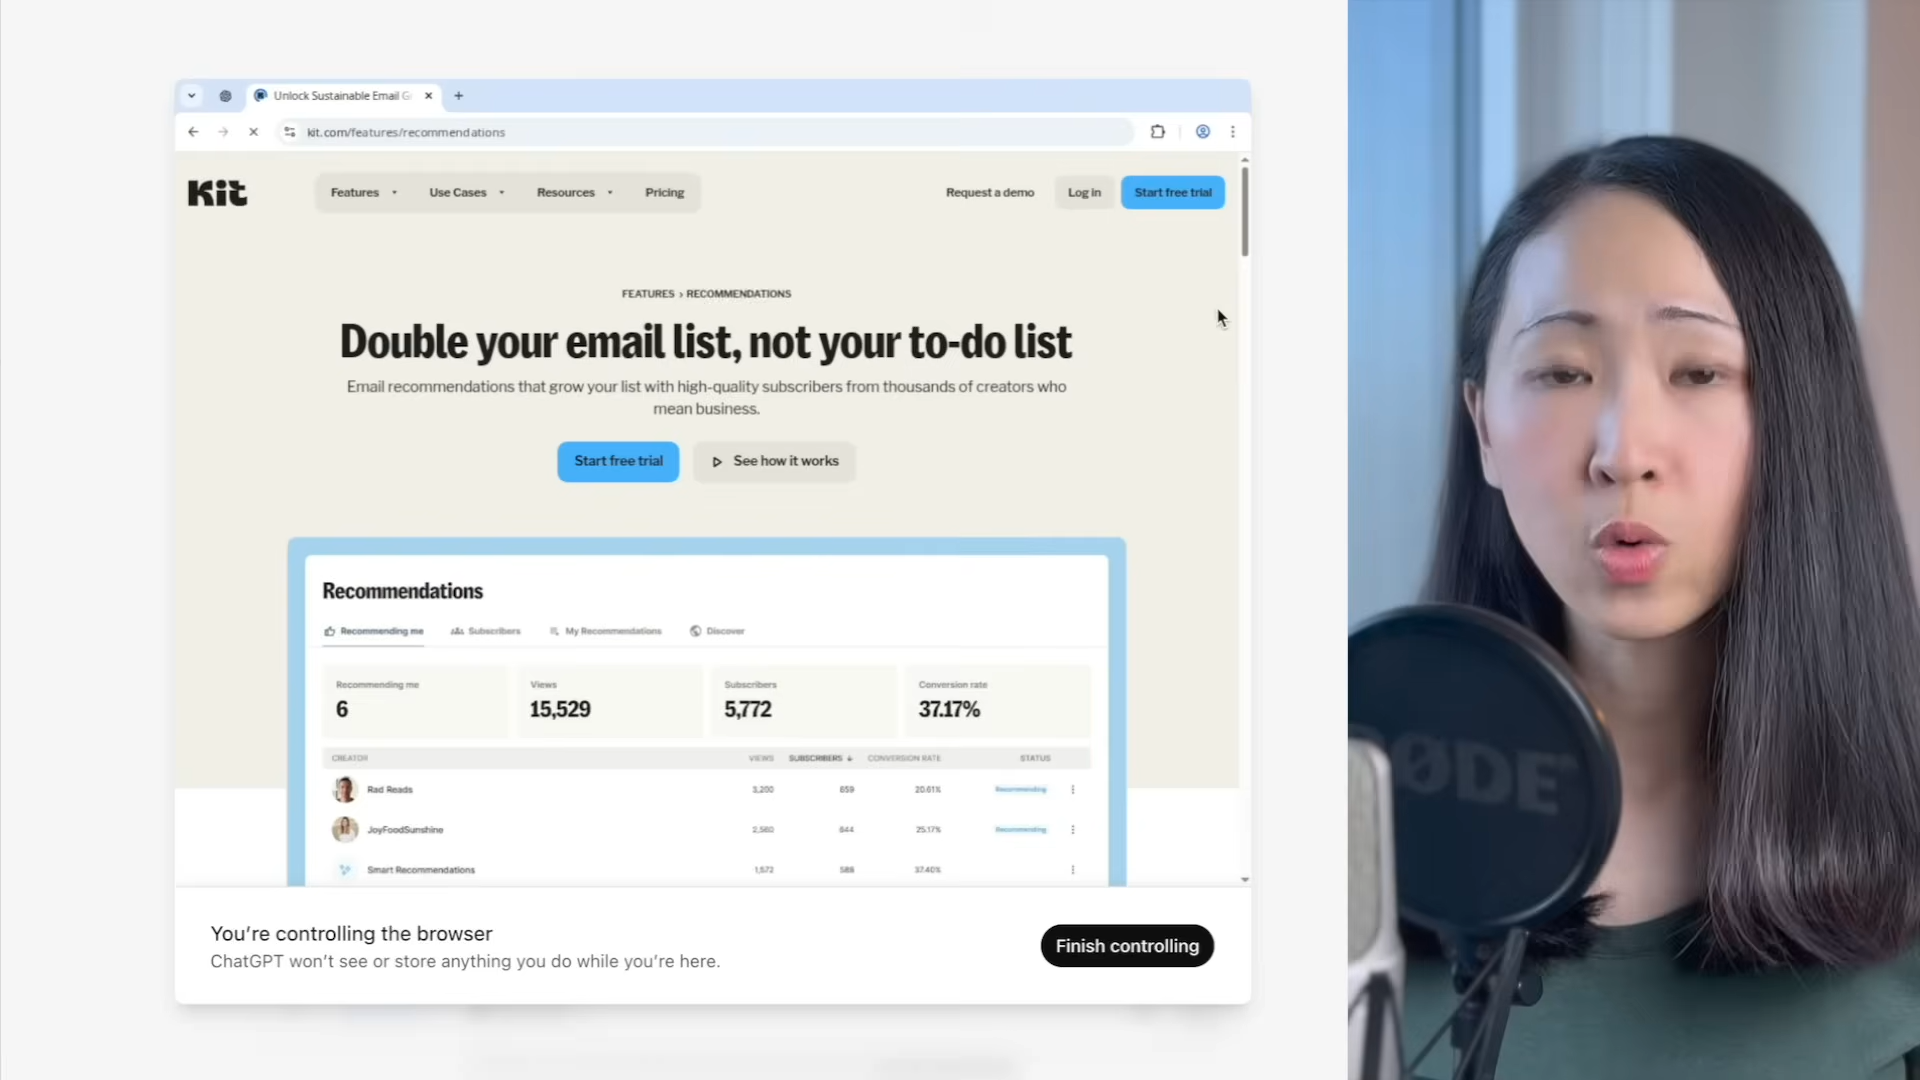 Unlock Sustainable Email G
kit.com/features/recommendations
Kit
Features
Use Cases
Resources
Pricing
Request a demo
Log in
Start free trial
FEATURES › RECOMMENDATIONS
Double your email list, not your to-do list
Email recommendations that grow your list with high-quality subscribers from thousands of creators who
mean business.
Start free trial
See how it works
Recommendations
Recommending me
Subscribers
My Recommendations
Discover
Recommending me
Views
Subscribers
Conversion rate
6
15,529
5,772
37.17%
CREATOR
VIEWS
SUBSCRIBERS
CONVERSION RATE
STATUS
Rad Reads
3,200
859
20.61%
Recommending
JoyFoodSunshine
2,560
644
25.17%
Recommending
Smart Recommendations
1,572
588
37.40%
You're controlling the browser
ChatGPT won't see or store anything you do while you're here.
Finish controlling
RØDE